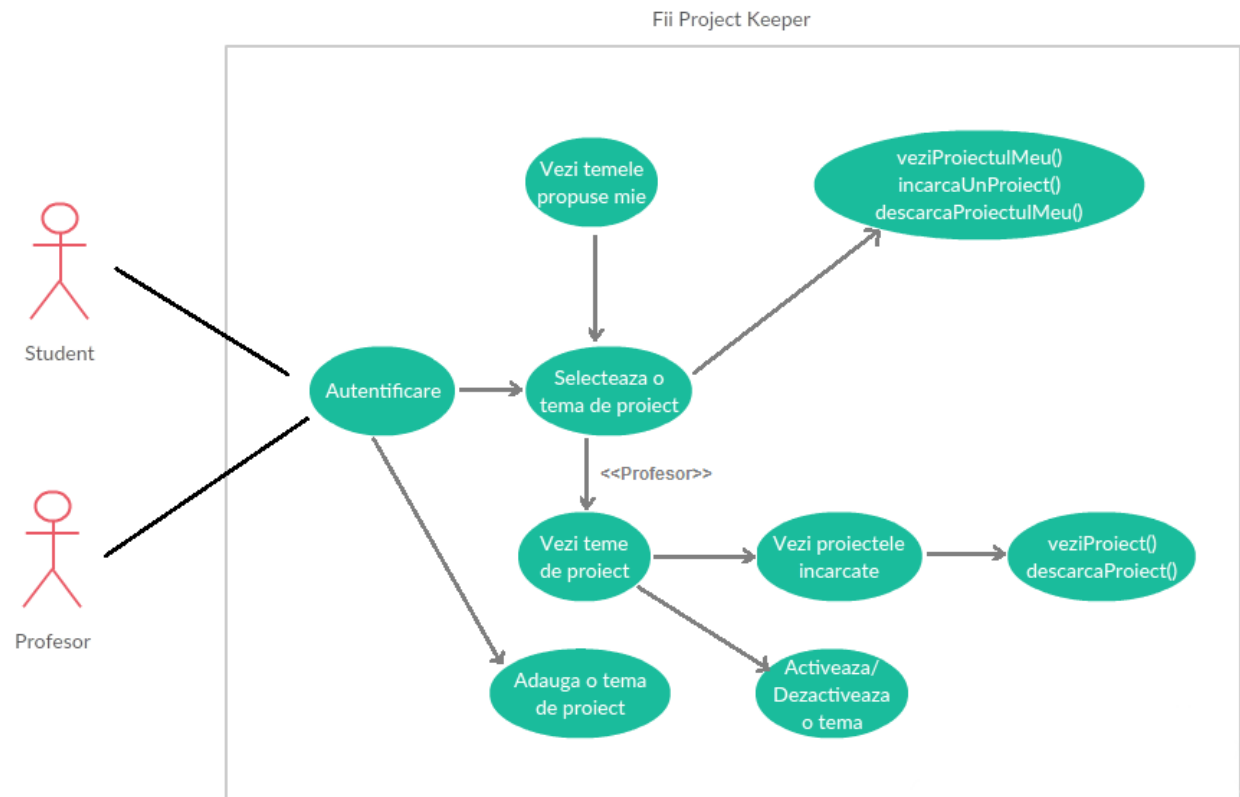 Fii Project Keeper
Vezi temele
propuse mie
veziProiectulMeu()
incarcaUnProiect()
descarcaProiectulMeu()
Student
Autentificare
Selecteaza o
tema de proiect
<<Profesor>>
Vezi teme
de proiect
Vezi proiectele
incarcate
veziProiect()
descarcaProiect()
Profesor
Adauga o tema
de proiect
Activeaza/
Dezactiveaza
o tema